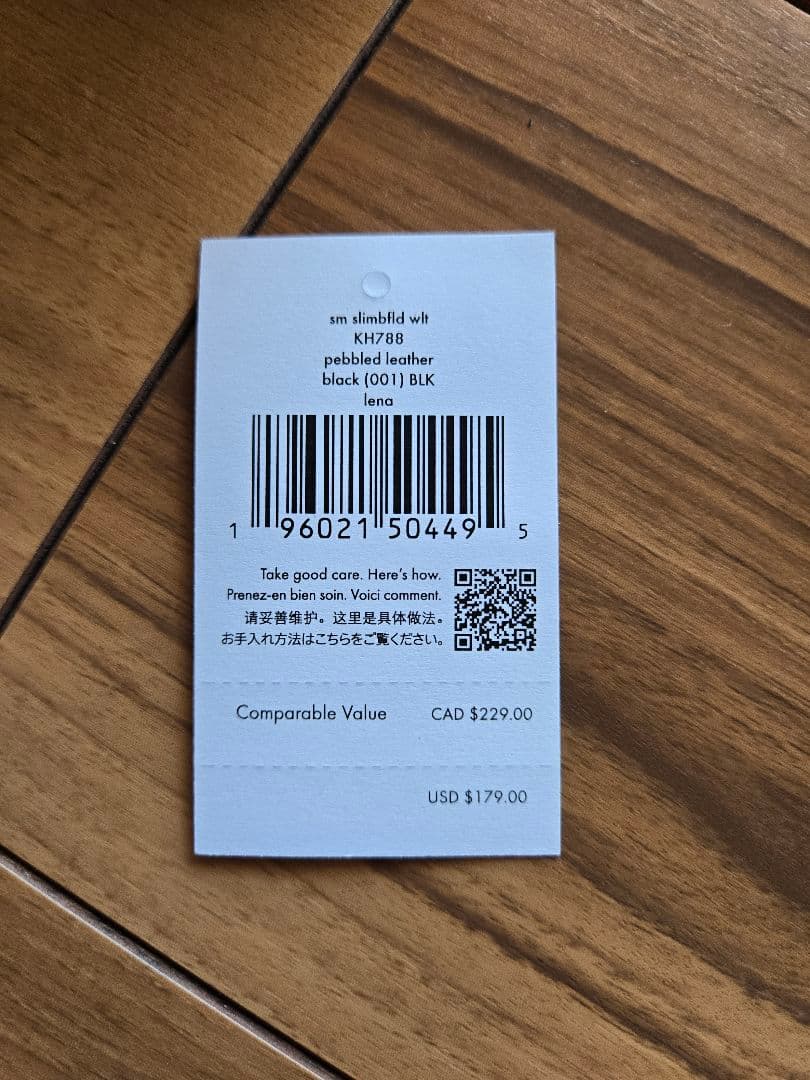 sm slimbfld wlt
KH788
pebbled leather
black (001) BLK
lena
1 96021 50449 5
Take good care. Here's how.
Prenez-en bien soin. Voici comment.
请妥善维护。这里是具体做法。
お手入れ方法はこちらをご覧ください。
Comparable Value CAD $229.00
USD $179.00